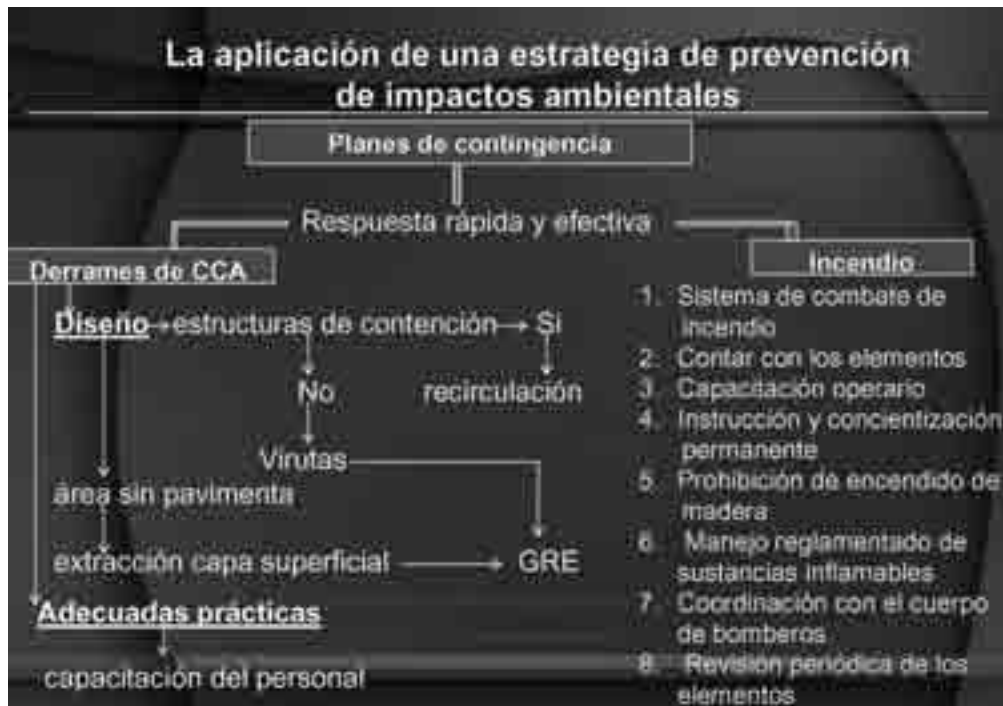 La aplicación de una estrategia de prevención
de impactos ambientales
Planes de contingencia
Respuesta rápida y efectiva
Derrames de CCA
Diseño estructuras de contención Si
No recirculación
Virutas
área sin pavimenta
extracción capa superficial GRE
Adecuadas prácticas
capacitación del personal
Incendio
1. Sistema de combate de
incendio
2. Contar con los elementos
3. Capacitación operario
4. Instrucción y concientización
permanente
5. Prohibición de encendido de
madera
6. Manejo reglamentado de
sustancias inflamables
7. Coordinación con el cuerpo
de bomberos
8. Revisión periódica de los
elementos